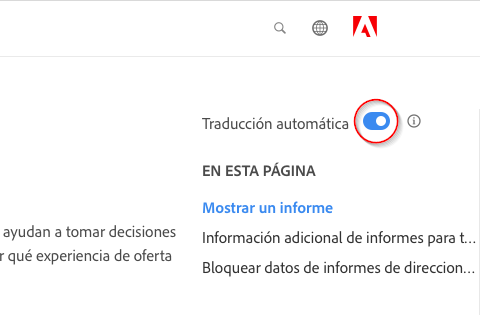 Traducción automática
EN ESTA PÁGINA
Mostrar un informe
ayudan a tomar decisiones
Información adicional de informes para t...
r qué experiencia de oferta
Bloquear datos de informes de direccion...